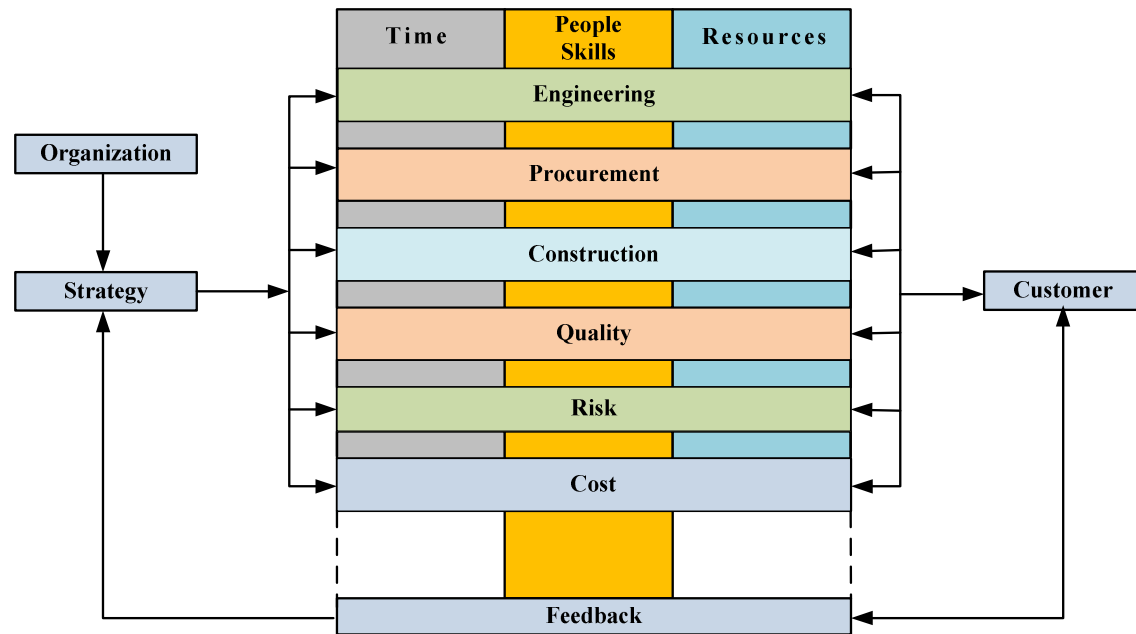 Time
People
Skills
Resources
Engineering
Organization
Procurement
Construction
Strategy
Customer
Quality
Risk
Cost
Feedback